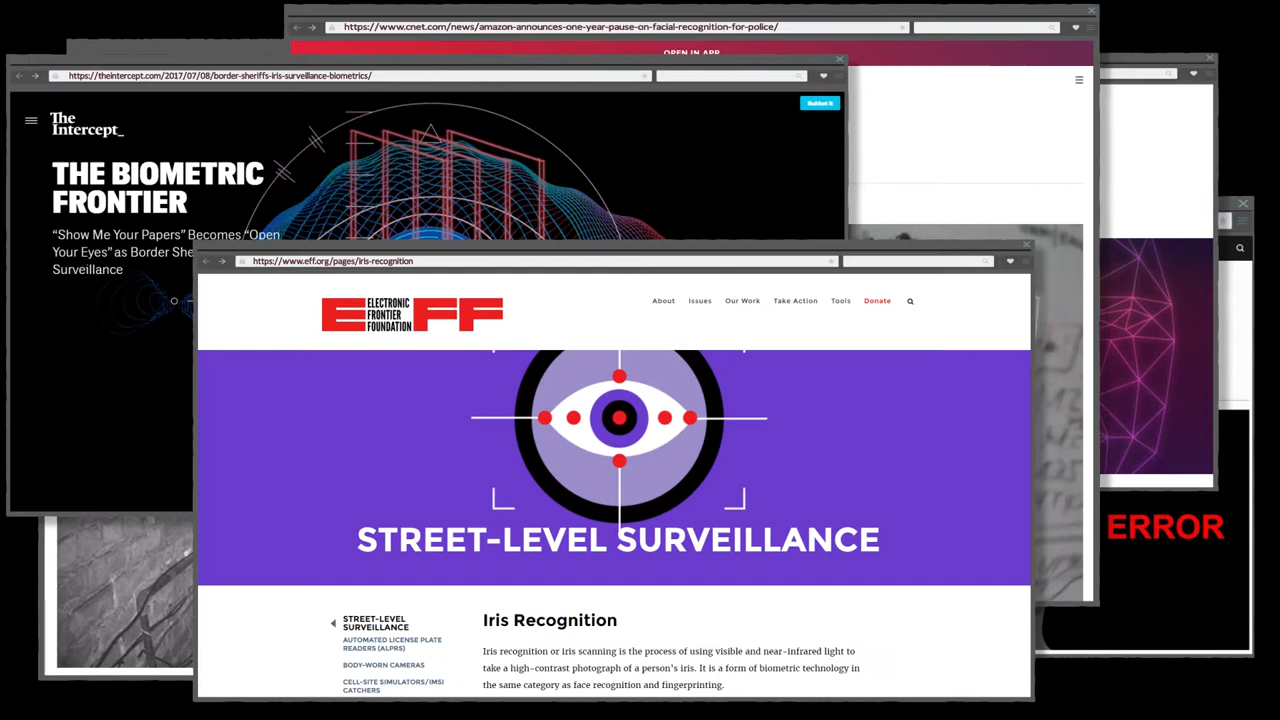 https://www.cnet.com/news/amazon-announces-one-year-pause-on-facial-recognition-for-police/
OPEN IN APP
https://theintercept.com/2017/07/08/border-sheriffs-iris-surveillance-biometrics/
The
Intercept_
THE BIOMETRIC
FRONTIER
“Show Me Your Papers” Becomes “Open
Your Eyes” as Border She
Surveillance
https://www.eff.org/pages/iris-recognition
ELECTRONIC
FRONTIER
FOUNDATION
EFF
About Issues Our Work Take Action Tools Donate
STREET-LEVEL SURVEILLANCE
ERROR
STREET-LEVEL
SURVEILLANCE
AUTOMATED LICENSE PLATE
READERS (ALPRS)
BODY-WORN CAMERAS
CELL-SITE SIMULATORS/IMSI
CATCHERS
Iris Recognition
Iris recognition or iris scanning is the process of using visible and near-infrared light to
take a high-contrast photograph of a person’s iris. It is a form of biometric technology in
the same category as face recognition and fingerprinting.